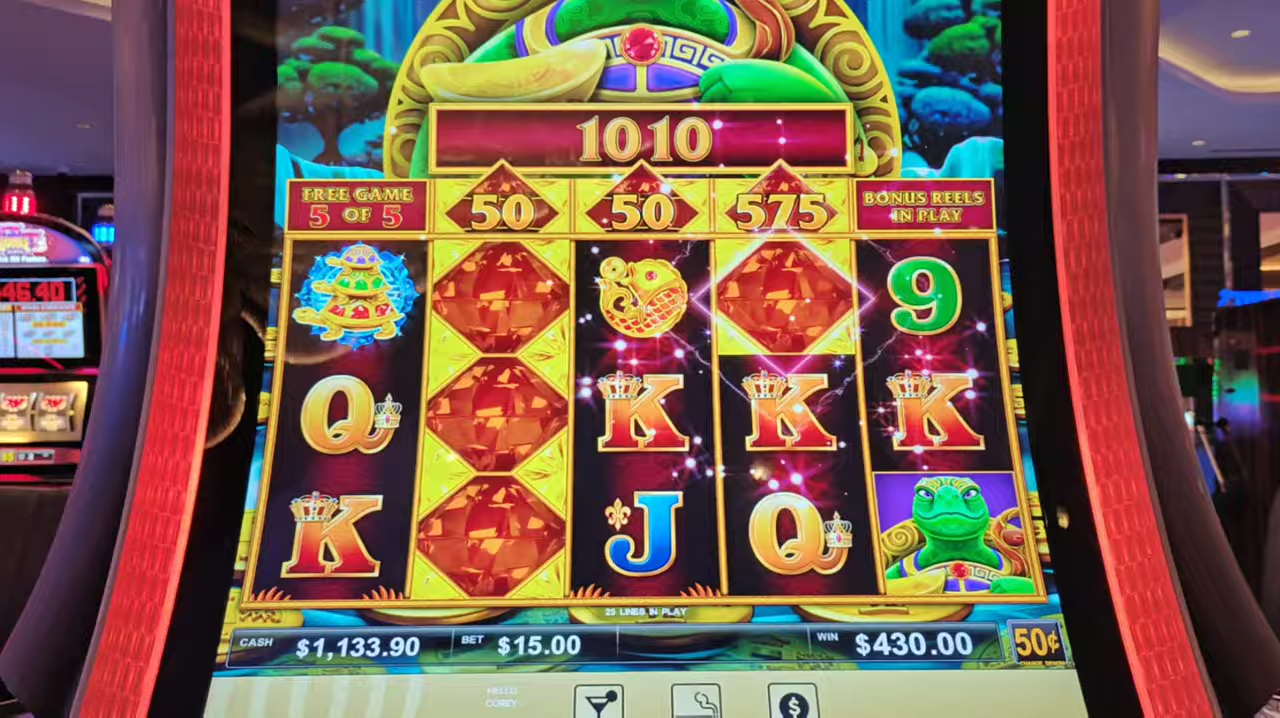 1010
FREE GAME
5 OF 5
50
50
575
BONUS REELS
IN PLAY
9
Q
K
K
K
K
J
Q
25 LINES IN PLAY
CASH $1,133.90
BET $15.00
WIN $430.00
50¢
HELLO
COREY
$
46.40